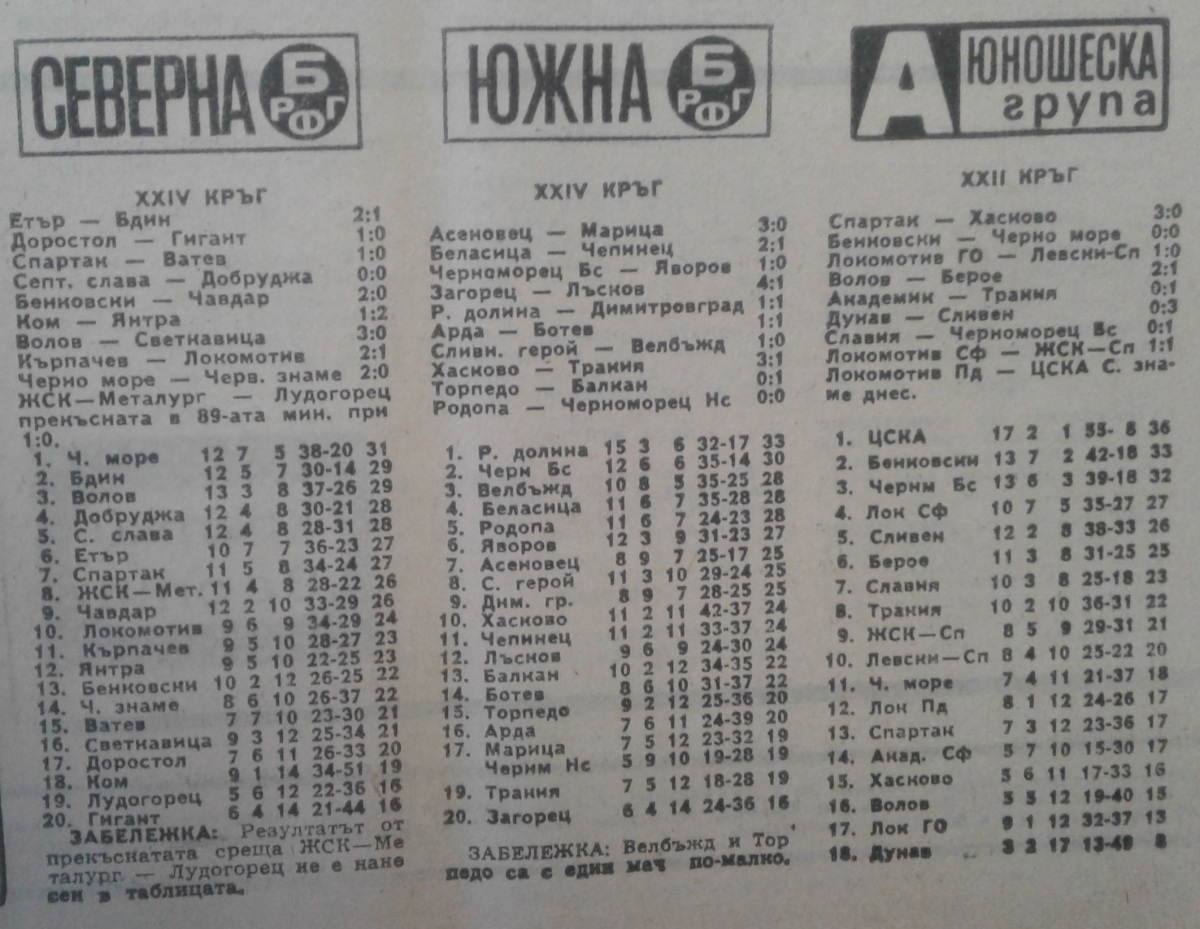 СЕВЕРНА Б РФГ
XXIV КРЪГ
Етър — Бдин 2:1
Доростол — Гигант 1:0
Спартак — Ватев 1:0
Септ. слава — Добруджа 0:0
Бенковски — Чавдар 2:0
Ком — Янтра 1:2
Волов — Светкавица 3:0
Кърпачев — Локомотив 2:1
Черно море — Черв. знаме 2:0
ЖСК—Металург — Лудогорец
прекъсната в 89-ата мин. при
1:0.
1. Ч. море 12 7 5 38-20 31
2. Бдин 12 5 7 30-14 29
3. Волов 13 3 8 37-26 29
4. Добруджа 12 4 8 30-21 28
5. С. слава 12 4 8 28-31 28
6. Етър 10 7 7 36-23 27
7. Спартак 11 5 8 34-24 27
8. ЖСК—Мет. 11 4 8 28-22 26
9. Чавдар 12 2 10 33-29 26
10. Локомотив 9 6 9 34-29 24
11. Кърпачев 9 5 10 28-27 23
12. Янтра 9 5 10 22-25 23
13. Бенковски 10 2 12 26-25 22
14. Ч. знаме 8 6 10 26-37 22
15. Ватев 7 7 10 23-30 21
16. Светкавица 9 3 12 25-34 21
17. Доростол 7 6 11 26-33 20
18. Ком 9 1 14 34-51 19
19. Лудогорец 5 6 12 22-36 16
20. Гигант 6 4 14 21-44 16
ЗАБЕЛЕЖКА: Резултатът от
прекъснатата среща ЖСК—Ме
талург — Лудогорец не е нане
сен в таблицата.
ЮЖНА Б РФГ
XXIV КРЪГ
Асеновец — Марица 3:0
Беласица — Чепинец 2:1
Черноморец Бс — Яворов 1:0
Загорец — Лъсков 4:1
Р. долина — Димитровград 1:1
Арда — Ботев 1:1
Сливн. герой — Велбъжд 1:0
Хасково — Тракия 3:1
Торпедо — Балкан 0:1
Родопа — Черноморец Нс 0:0
1. Р. долина 15 3 6 32-17 33
2. Черн Бс 12 6 6 35-14 30
3. Велбъжд 10 8 5 35-25 28
4. Беласица 11 6 7 35-28 28
5. Родопа 11 6 7 24-23 28
6. Яворов 12 3 9 31-23 27
7. Асеновец 8 9 7 25-17 25
8. С. герой 11 3 10 29-24 25
9. Дим. гр. 8 9 7 28-25 25
10. Хасково 11 2 11 42-37 24
11. Чепинец 11 2 11 33-37 24
12. Лъснов 9 6 9 24-30 24
13. Балкан 10 2 12 34-35 22
14. Ботев 8 6 10 31-37 22
15. Торпедо 9 2 12 25-36 20
16. Арда 7 6 11 24-39 20
17. Марица 7 5 12 23-32 19
Черим Нс 5 9 10 19-28 19
19. Тракия 7 5 12 18-28 19
20. Загорец 6 4 14 24-36 16
ЗАБЕЛЕЖКА: Велбъжд и Тор
педо са с един мач по-малко.
А ЮНОШЕСКА
група
XXII КРЪГ
Спартак — Хасково 3:0
Бенковски — Черно море 0:0
Локомотив ГО — Левски-Сп 1:0
Волов — Берое 2:1
Академик — Тракия 0:1
Дунав — Сливен 0:3
Славия — Черноморец Бс 0:1
Локомотив Сф — ЖСК—Сп 1:1
Локомотив Пд — ЦСКА С. зна-
ме днес.
1. ЦСКА 17 2 1 55- 8 36
2. Бенковски 13 7 2 42-18 33
3. Черим Бс 13 6 3 39-18 32
4. Лок Сф 10 7 5 35-27 27
5. Сливен 12 2 8 38-33 26
6. Берое 11 3 8 31-25 25
7. Славия 10 3 8 25-18 23
8. Тракия 10 2 10 36-31 22
9. ЖСК—Сп 8 5 9 29-31 21
10. Левски—Сп 8 4 10 25-22 20
11. Ч. море 7 4 11 21-37 18
12. Лок Пд 8 1 12 24-26 17
13. Спартак 7 3 12 23-36 17
14. Анад. Сф 5 7 10 15-30 17
15. Хасково 5 6 11 17-33 16
16. Волов 5 5 12 19-40 15
17. Лок ГО 9 1 12 32-37 13
18. Дунав 3 2 17 13-49 8